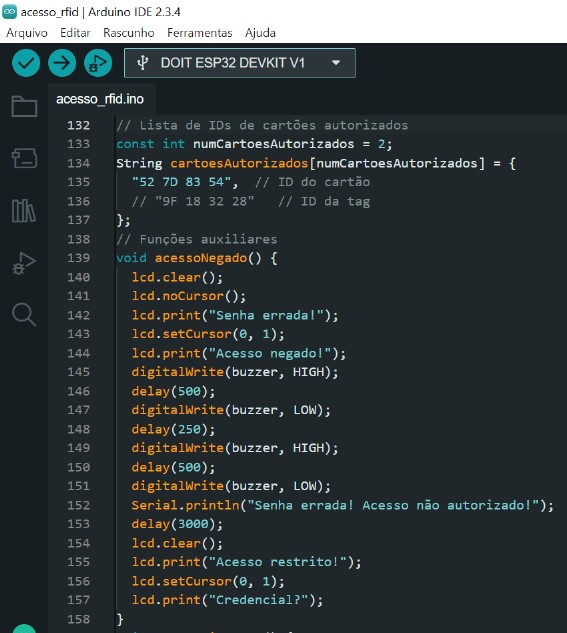 acesso_rfid | Arduino IDE 2.3.4
Arquivo Editar Rascunho Ferramentas Ajuda
DOIT ESP32 DEVKIT V1
acesso_rfid.ino
132 // Lista de IDs de cartões autorizados
133 const int numCartoesAutorizados = 2;
134 String cartoesAutorizados[numCartoesAutorizados] = {
135 "52 7D 83 54", // ID do cartão
136 // "9F 18 32 28" // ID da tag
137 };
138 // Funções auxiliares
139 void acessoNegado() {
140 lcd.clear();
141 lcd.noCursor();
142 lcd.print("Senha errada!");
143 lcd.setCursor(0, 1);
144 lcd.print("Acesso negado!");
145 digitalWrite(buzzer, HIGH);
146 delay(500);
147 digitalWrite(buzzer, LOW);
148 delay(250);
149 digitalWrite(buzzer, HIGH);
150 delay(500);
151 digitalWrite(buzzer, LOW);
152 Serial.println("Senha errada! Acesso não autorizado!");
153 delay(3000);
154 lcd.clear();
155 lcd.print("Acesso restrito!");
156 lcd.setCursor(0, 1);
157 lcd.print("Credencial?");
158 }